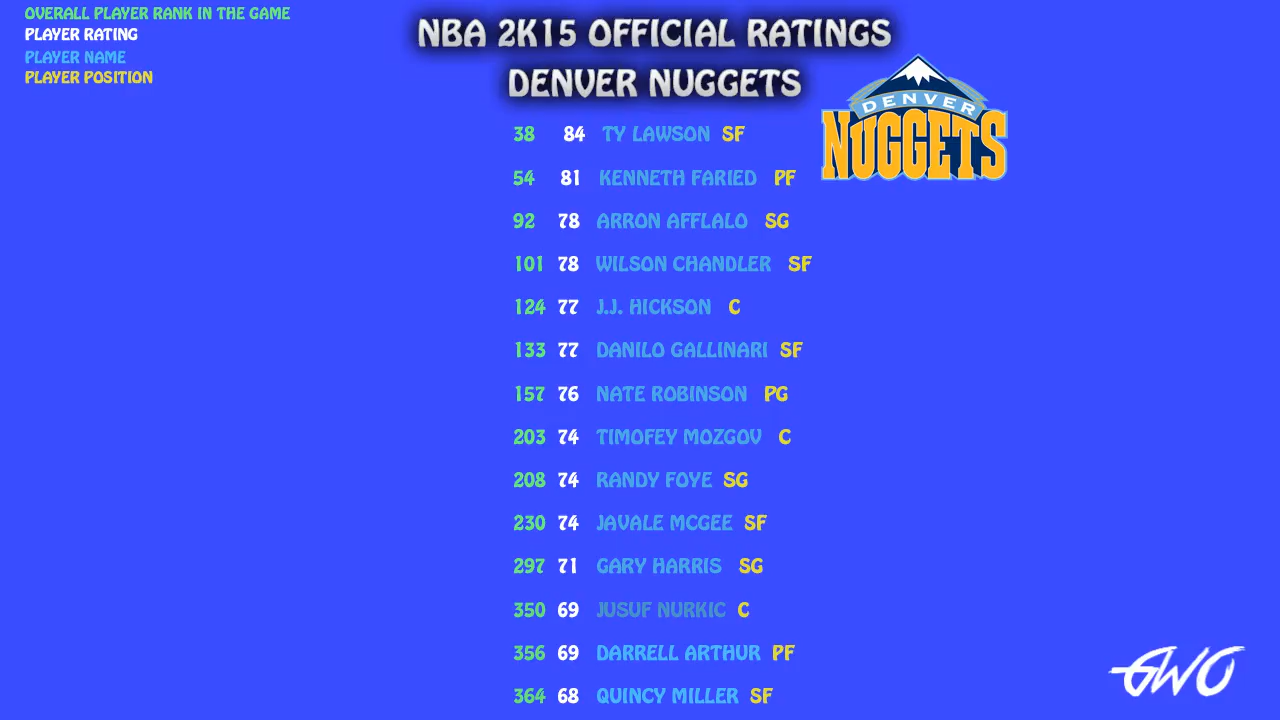 OVERALL PLAYER RANK IN THE GAME
PLAYER RATING
PLAYER NAME
PLAYER POSITION
NBA 2K15 OFFICIAL RATINGS
DENVER NUGGETS
DENVER
NUGGETS
38 84 TY LAWSON SF
54 81 KENNETH FARIED PF
92 78 ARRON AFFLALO SG
101 78 WILSON CHANDLER SF
124 77 J.J. HICKSON C
133 77 DANILO GALLINARI SF
157 76 NATE ROBINSON PG
203 74 TIMOFEY MOZGOV C
208 74 RANDY FOYE SG
230 74 JAVALE MCGEE SF
297 71 GARY HARRIS SG
350 69 JUSUF NURKIC C
356 69 DARRELL ARTHUR PF
364 68 QUINCY MILLER SF
GWO